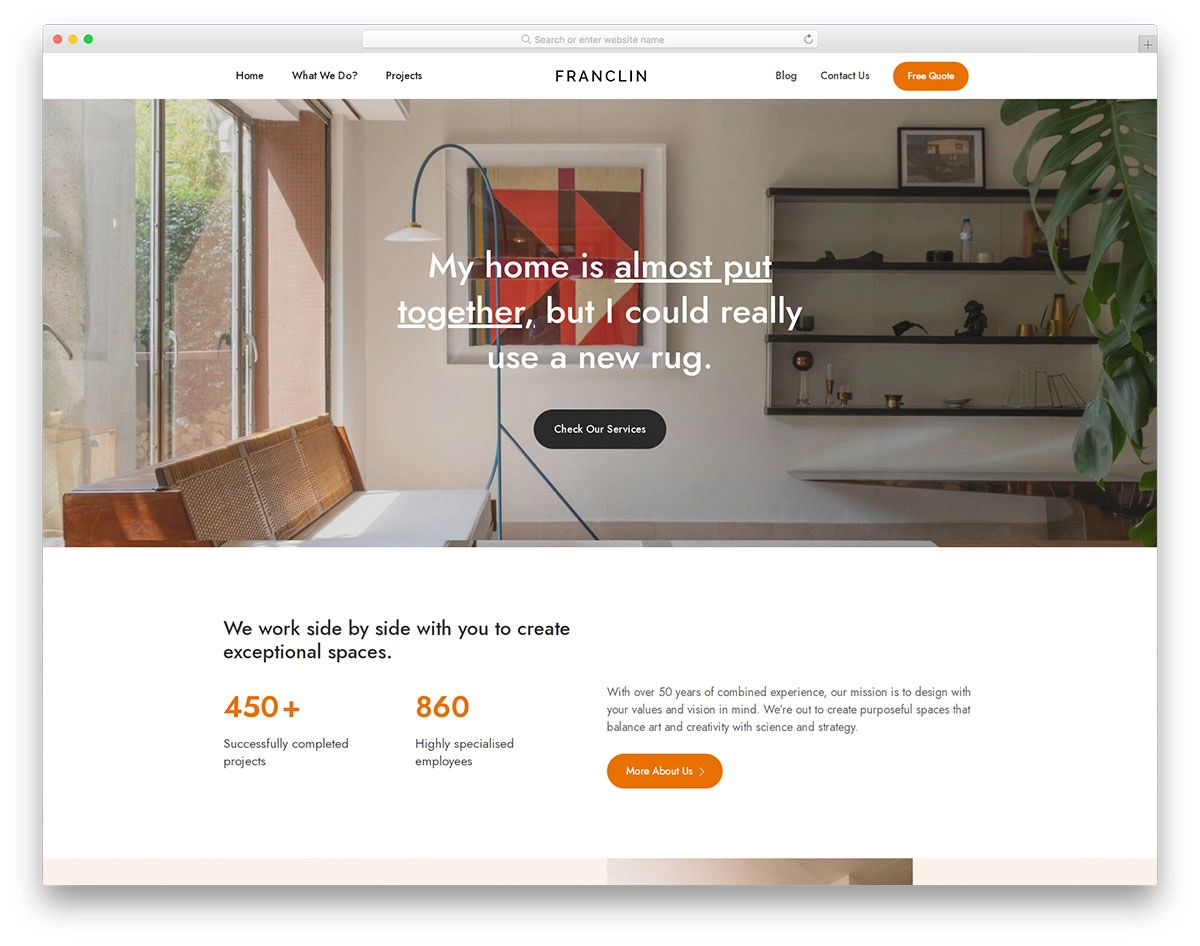 Search or enter website name
Home What We Do? Projects FRANCLIN Blog Contact Us Free Quote
My home is almost put
together, but I could really
use a new rug.
Check Our Services
We work side by side with you to create
exceptional spaces.
450+
Successfully completed
projects
860
Highly specialised
employees
With over 50 years of combined experience, our mission is to design with
your values and vision in mind. We're out to create purposeful spaces that
balance art and creativity with science and strategy.
More About Us